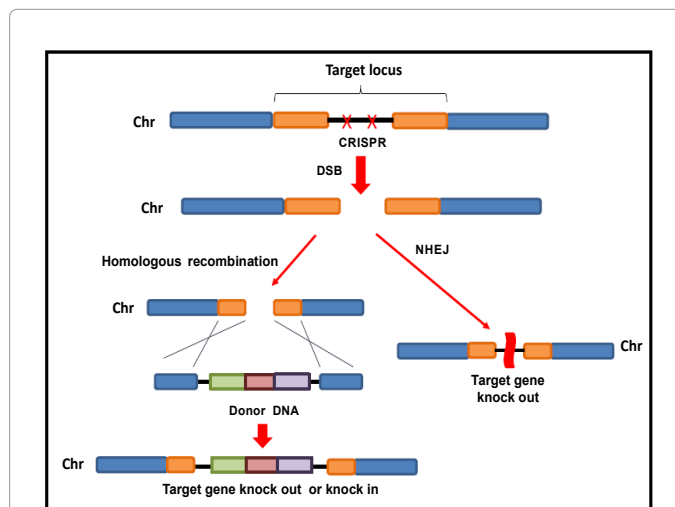 Target locus
Chr
CRISPR
DSB
Chr
Homologous recombination
NHEJ
Chr
Chr
Target gene
knock out
Donor DNA
Chr
Target gene knock out or knock in